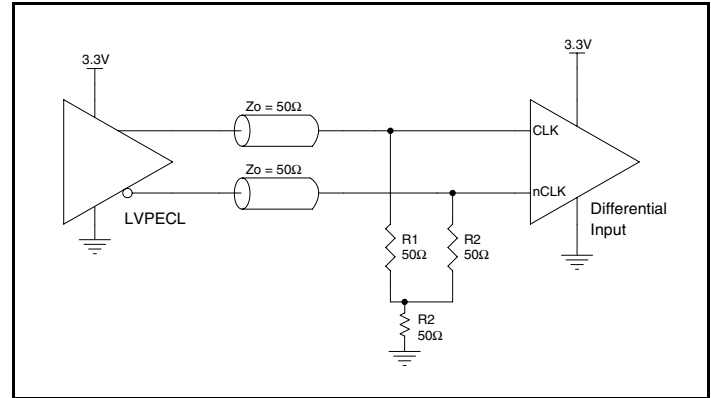 3.3V
3.3V
Zo = 50Ω
CLK
Zo = 50Ω
nCLK
LVPECL
Differential
Input
R1
50Ω
R2
50Ω
R2
50Ω